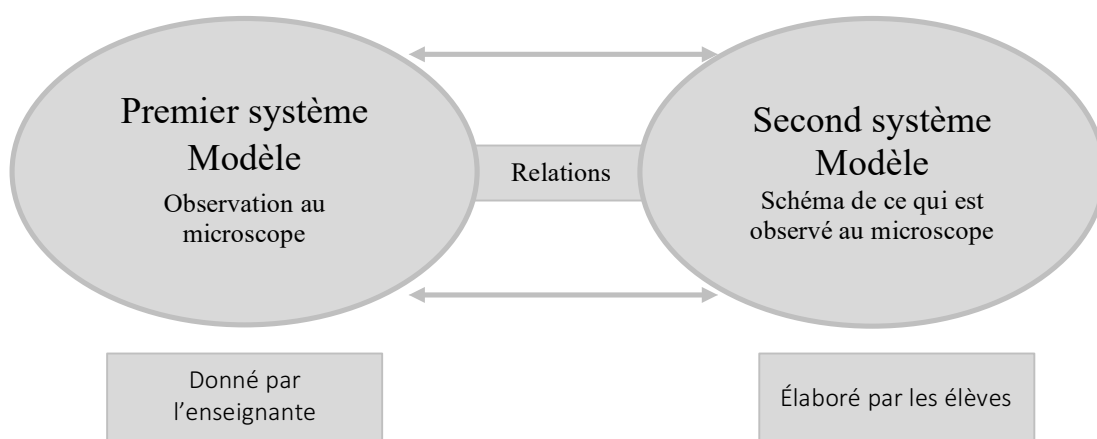 Premier système
Modèle
Observation au
microscope
Relations
Second système
Modèle
Schéma de ce qui est
observé au microscope
Donné par
l'enseignante
Élaboré par les élèves